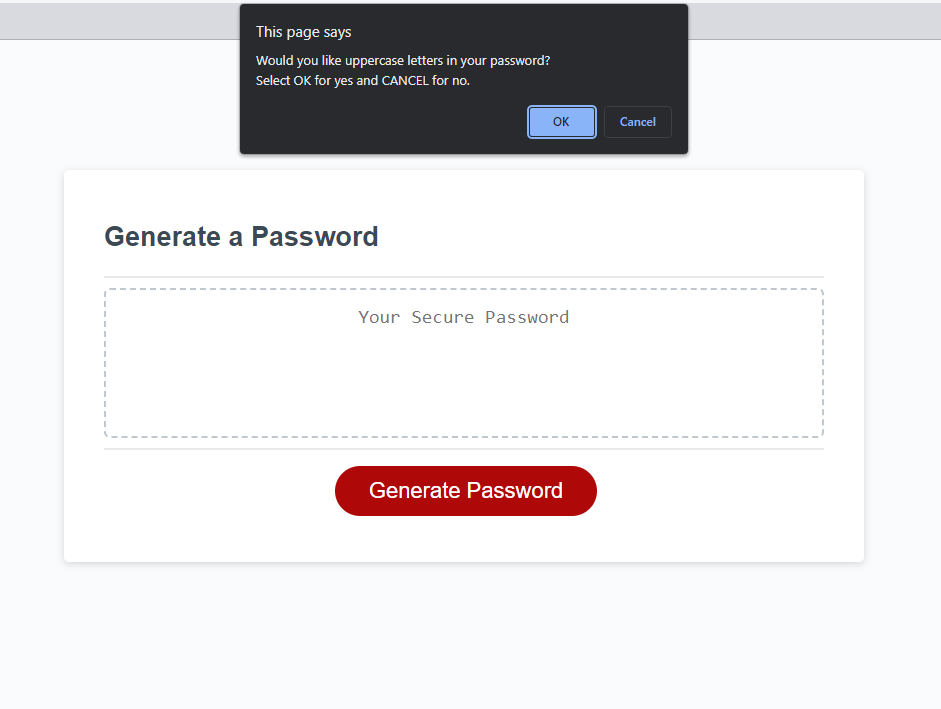 This page says
Would you like uppercase letters in your password?
Select OK for yes and CANCEL for no.
OK Cancel
Generate a Password
Your Secure Password
Generate Password